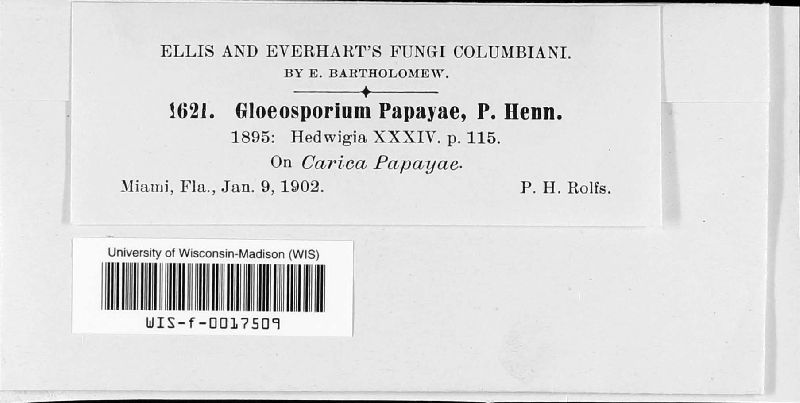 ELLIS AND EVERHART'S FUNGI COLUMBIANI.
BY E. BARTHOLOMEW.
1621. Gloeosporium Papayae, P. Henn.
1895: Hedwigia XXXIV. p. 115.
On Carica Papayae.
Miami, Fla., Jan. 9, 1902. P. H. Rolfs.
University of Wisconsin-Madison (WIS)
WIS-f-0017509